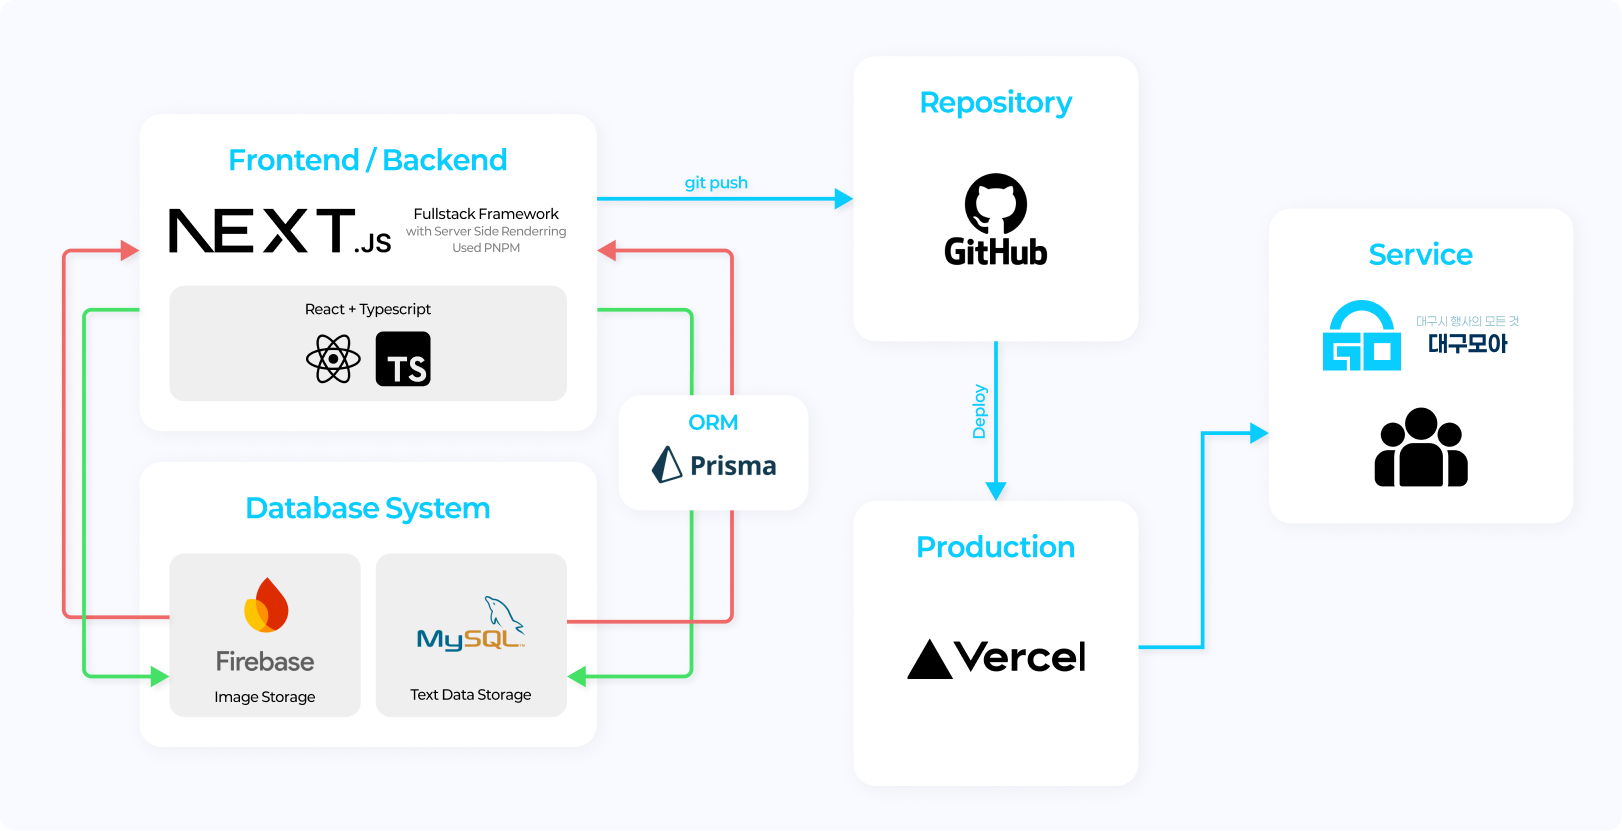 Frontend / Backend
NEXT.JS
Fullstack Framework
with Server Side Renderring
Used PNPM
React + Typescript
TS
Database System
Firebase
Image Storage
MySQL
TM
Text Data Storage
ORM
Prisma
git push
Repository
GitHub
Deploy
Production
Vercel
Service
GO
대구시 행사의 모든 것
대구모아